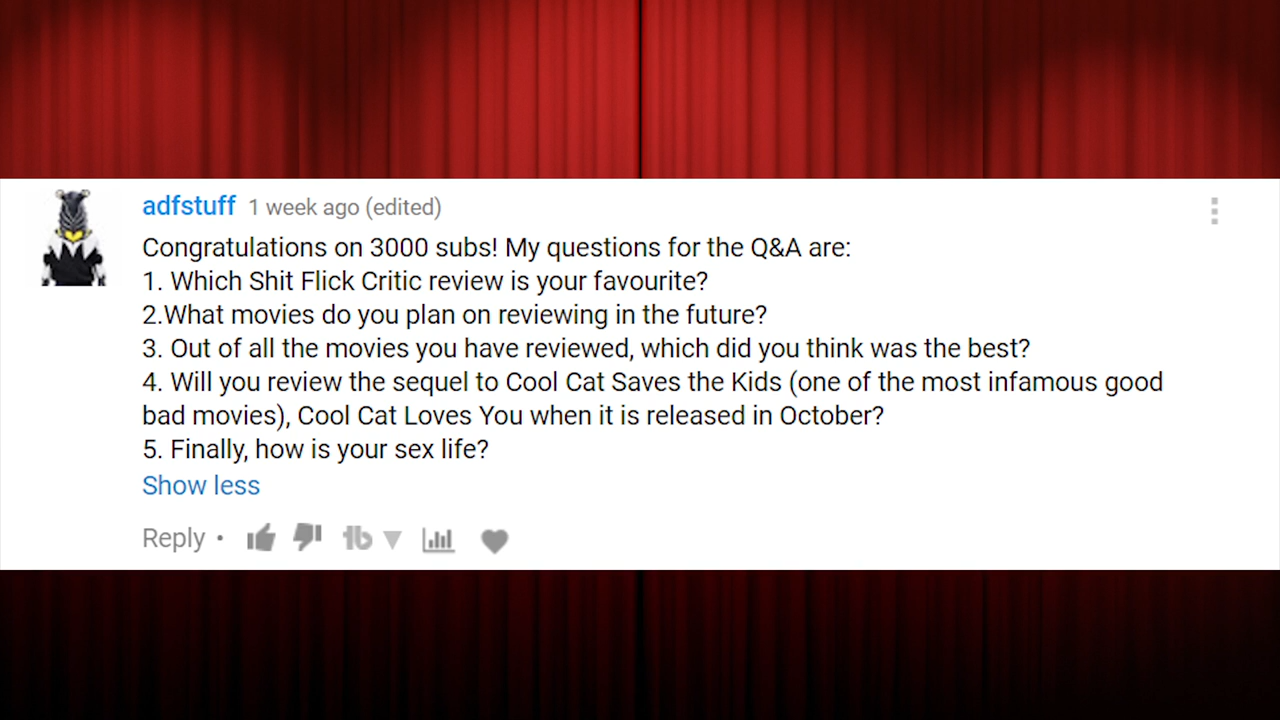 adfstuff 1 week ago (edited)
Congratulations on 3000 subs! My questions for the Q&A are:
1. Which Shit Flick Critic review is your favourite?
2.What movies do you plan on reviewing in the future?
3. Out of all the movies you have reviewed, which did you think was the best?
4. Will you review the sequel to Cool Cat Saves the Kids (one of the most infamous good
bad movies), Cool Cat Loves You when it is released in October?
5. Finally, how is your sex life?
Show less
Reply •